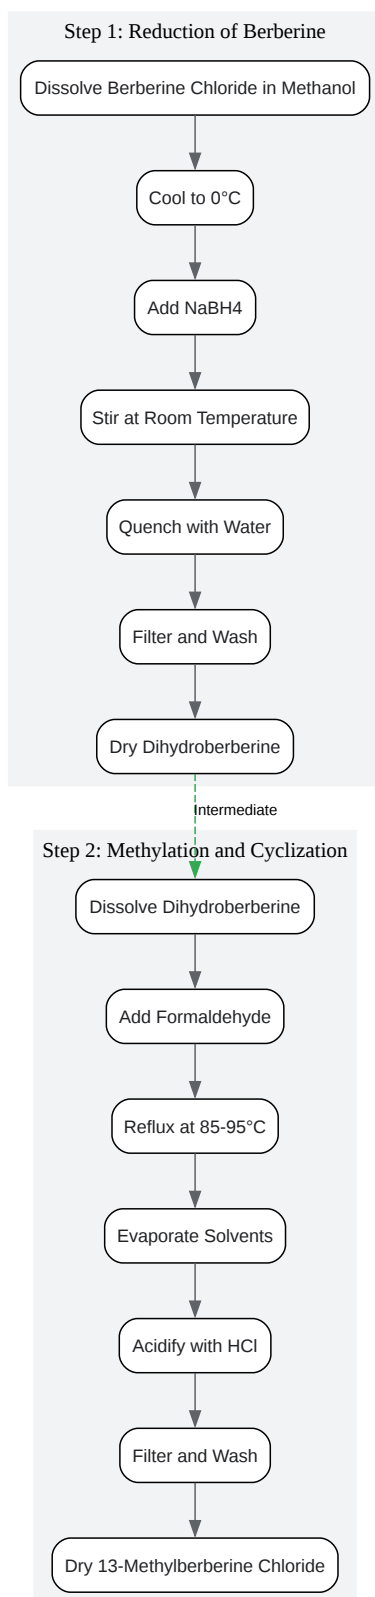 Step 1: Reduction of Berberine
Dissolve Berberine Chloride in Methanol
Cool to 0°C
Add NaBH4
Stir at Room Temperature
Quench with Water
Filter and Wash
Dry Dihydroberberine
Intermediate
Step 2: Methylation and Cyclization
Dissolve Dihydroberberine
Add Formaldehyde
Reflux at 85-95°C
Evaporate Solvents
Acidify with HCl
Filter and Wash
Dry 13-Methylberberine Chloride